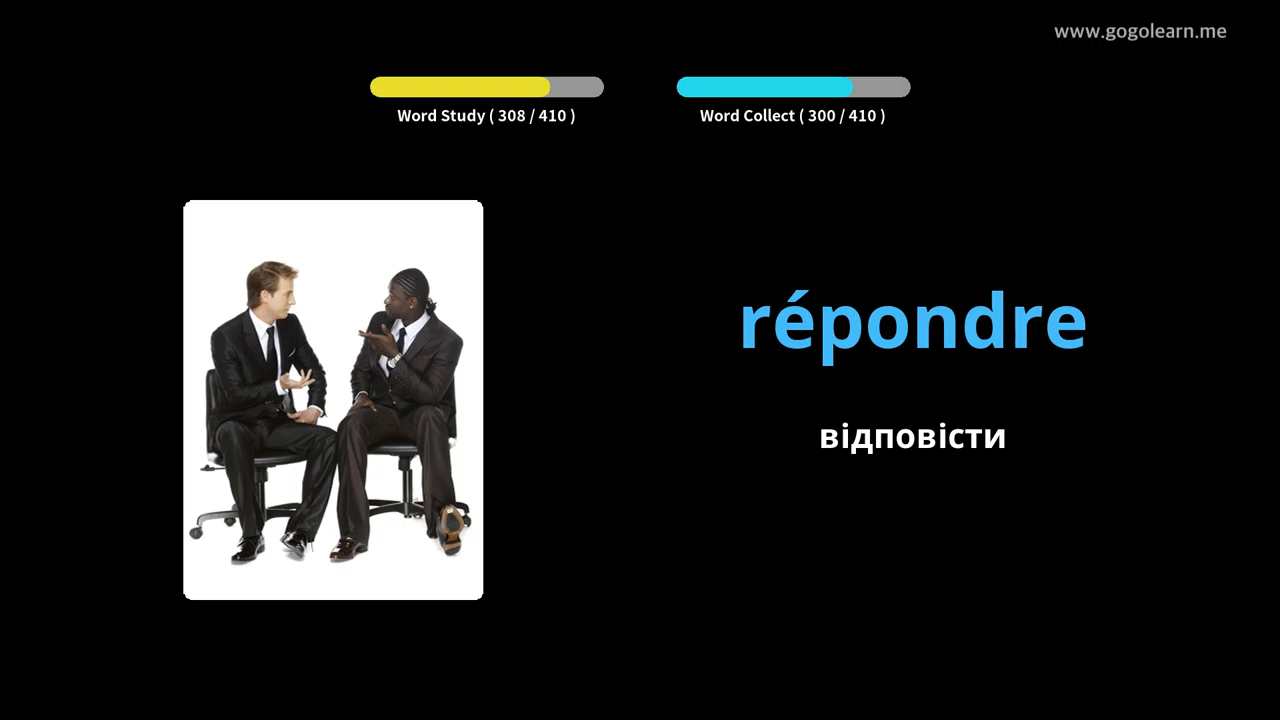 www.gogolearn.me
Word Study ( 308 / 410 )
Word Collect ( 300 / 410 )
répondre
відповісти